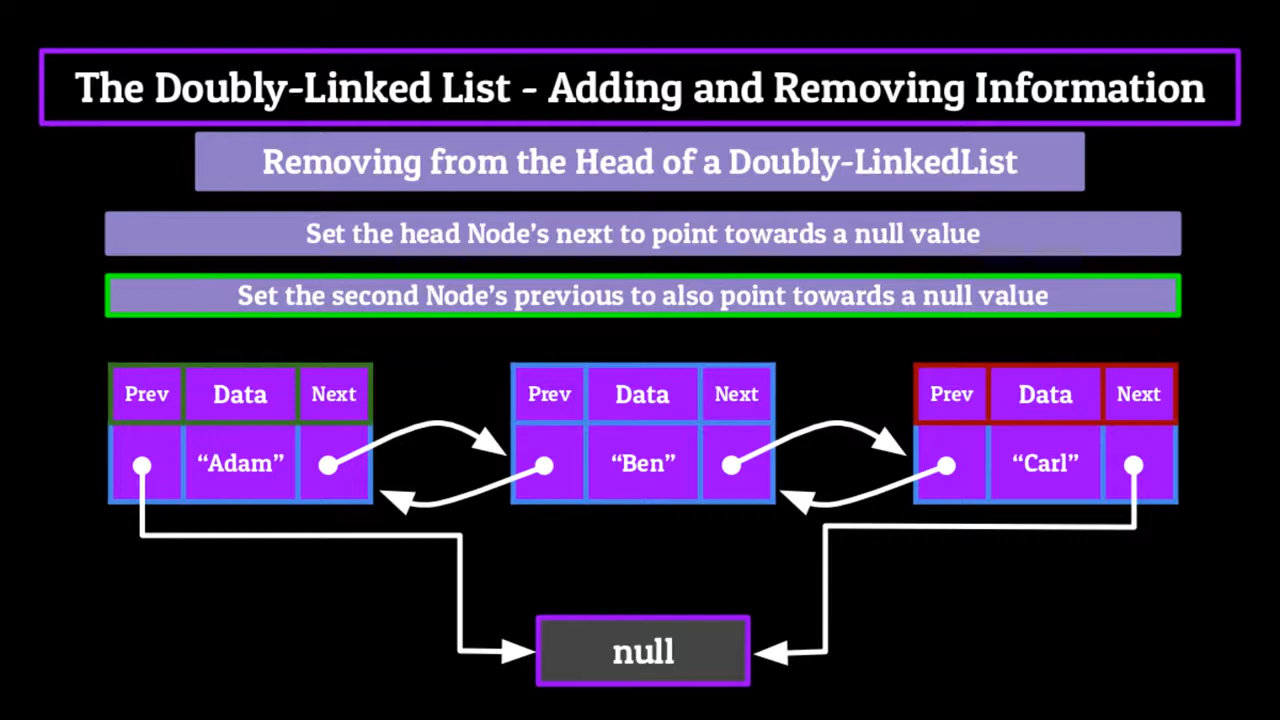 The Doubly-Linked List - Adding and Removing Information
Removing from the Head of a Doubly-LinkedList
Set the head Node's next to point towards a null value
Set the second Node's previous to also point towards a null value
Prev Data Next Prev Data Next Prev Data Next
“Adam” “Ben” “Carl”
null